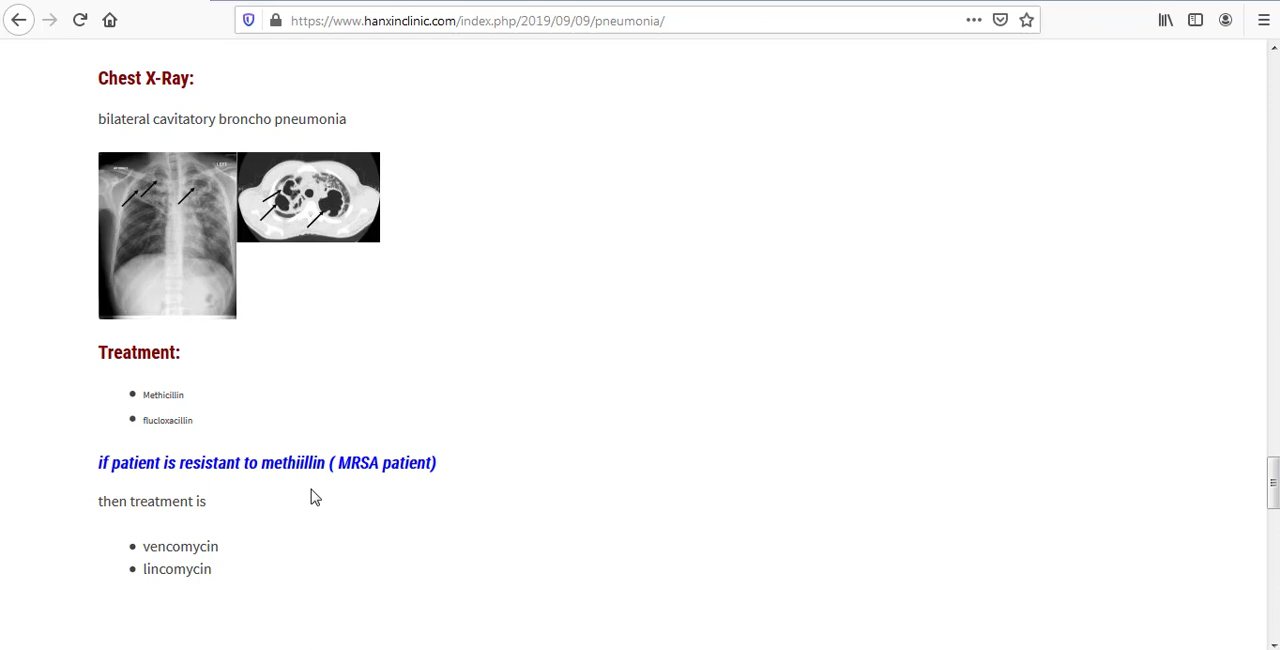 https://www.hanxinclinic.com/index.php/2019/09/09/pneumonia/
Chest X-Ray:
bilateral cavitatory broncho pneumonia
LEFT
Treatment:
Methicillin
flucloxacillin
if patient is resistant to methiillin ( MRSA patient)
then treatment is
vencomycin
lincomycin